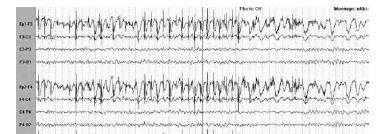 Photic Off Montage:
Fp1-F3
F3-C3
C3-P3
P3-O1
Fp2-F4
F4-C4
C4-P4
P4-O2